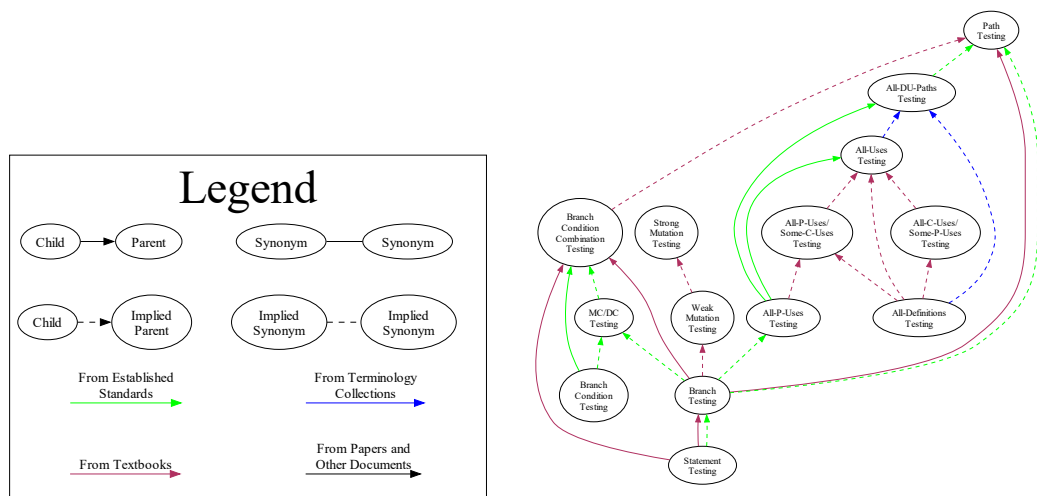 Legend
Child
Parent
Synonym
Synonym
Child
Implied
Parent
Implied
Synonym
Implied
Synonym
From Established
Standards
From Terminology
Collections
From Textbooks
From Papers and
Other Documents
Path
Testing
All-DU-Paths
Testing
All-Uses
Testing
Branch
Condition
Combination
Testing
Strong
Mutation
Testing
All-P-Uses/
Some-C-Uses
Testing
All-C-Uses/
Some-P-Uses
Testing
MC/DC
Testing
Weak
Mutation
Testing
All-P-Uses
Testing
All-Definitions
Testing
Branch
Condition
Testing
Branch
Testing
Statement
Testing